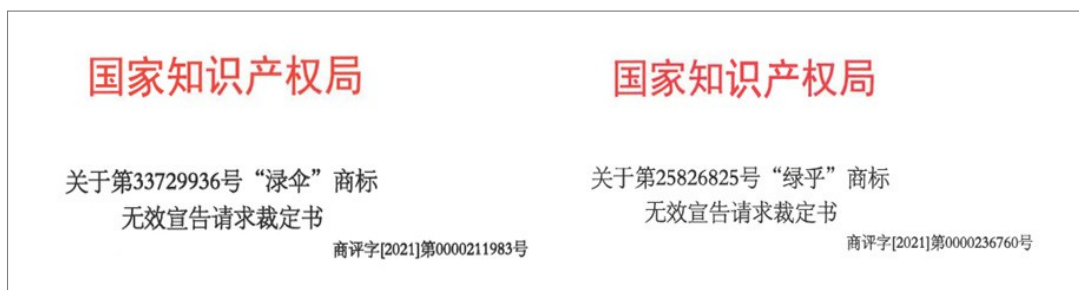 国家知识产权局
关于第33729936号“渌伞”商标
无效宣告请求裁定书
商评字[2021]第0000211983号
国家知识产权局
关于第25826825号“绿乎”商标
无效宣告请求裁定书
商评字[2021]第0000236760号